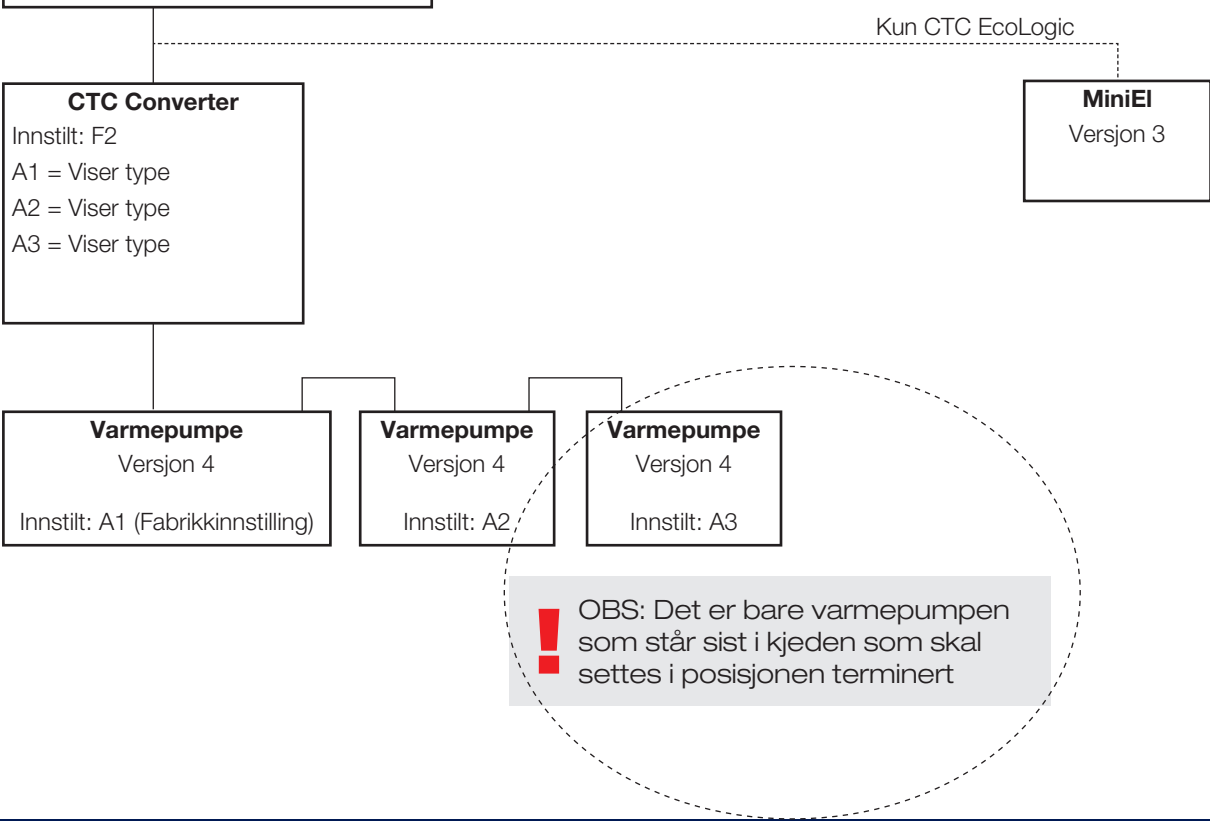 Kun CTC EcoLogic
CTC Converter
Innstilt: F2
A1 = Viser type
A2 = Viser type
A3 = Viser type
MiniEl
Versjon 3
Varmepumpe
Versjon 4
Innstilt: A1 (Fabrikkinnstilling)
Varmepumpe
Versjon 4
Innstilt: A2
Varmepumpe
Versjon 4
Innstilt: A3
! OBS: Det er bare varmepumpen
som står sist i kjeden som skal
settes i posisjonen terminert